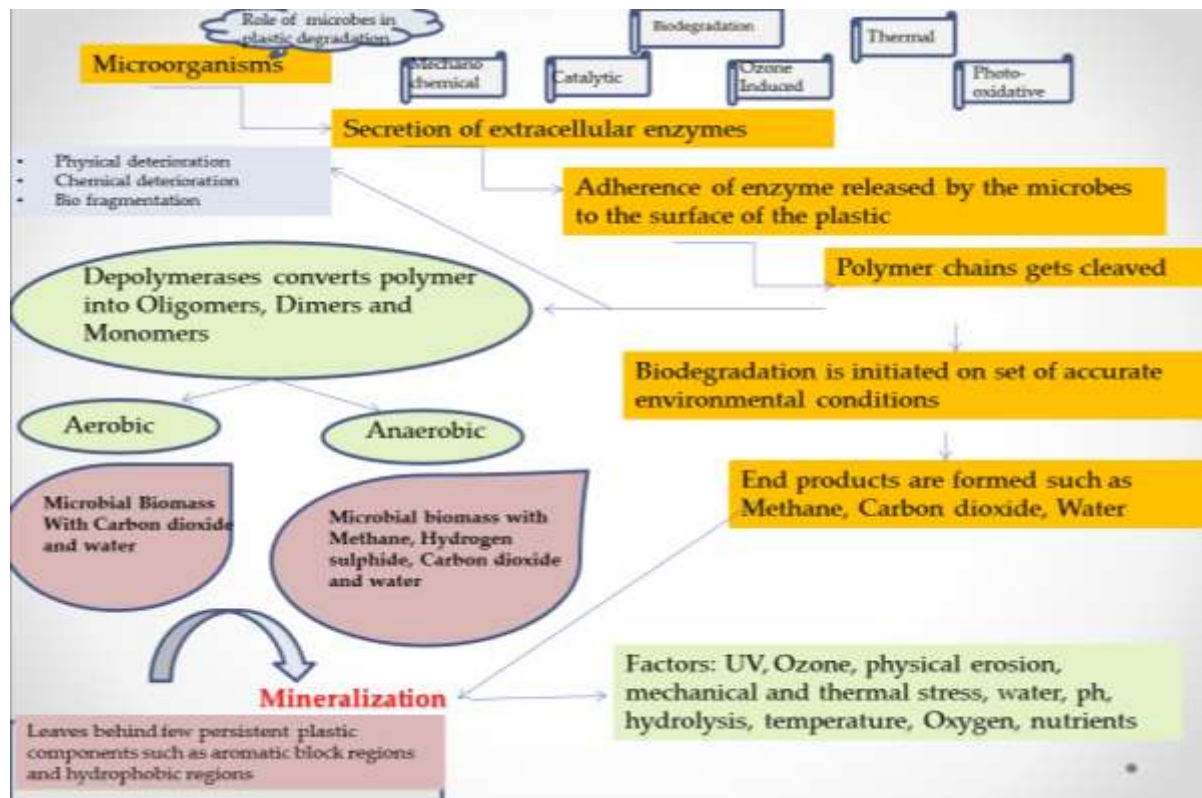 Role of microbes in
plastic degradation
Biodegradation
Thermal
Microorganisms
Mechano
chemical
Catalytic
Ozone
Induced
Photo-
oxidative
Secretion of extracellular enzymes
• Physical deterioration
• Chemical deterioration
• Bio fragmentation
Adherence of enzyme released by the microbes
to the surface of the plastic
Polymer chains gets cleaved
Depolymerases converts polymer
into Oligomers, Dimers and
Monomers
Biodegradation is initiated on set of accurate
environmental conditions
Aerobic
Anaerobic
End products are formed such as
Methane, Carbon dioxide, Water
Microbial Biomass
With Carbon dioxide
and water
Microbial biomass with
Methane, Hydrogen
sulphide, Carbon dioxide
and water
Mineralization
Factors: UV, Ozone, physical erosion,
mechanical and thermal stress, water, ph,
hydrolysis, temperature, Oxygen, nutrients
Leaves behind few persistent plastic
components such as aromatic block regions
and hydrophobic regions